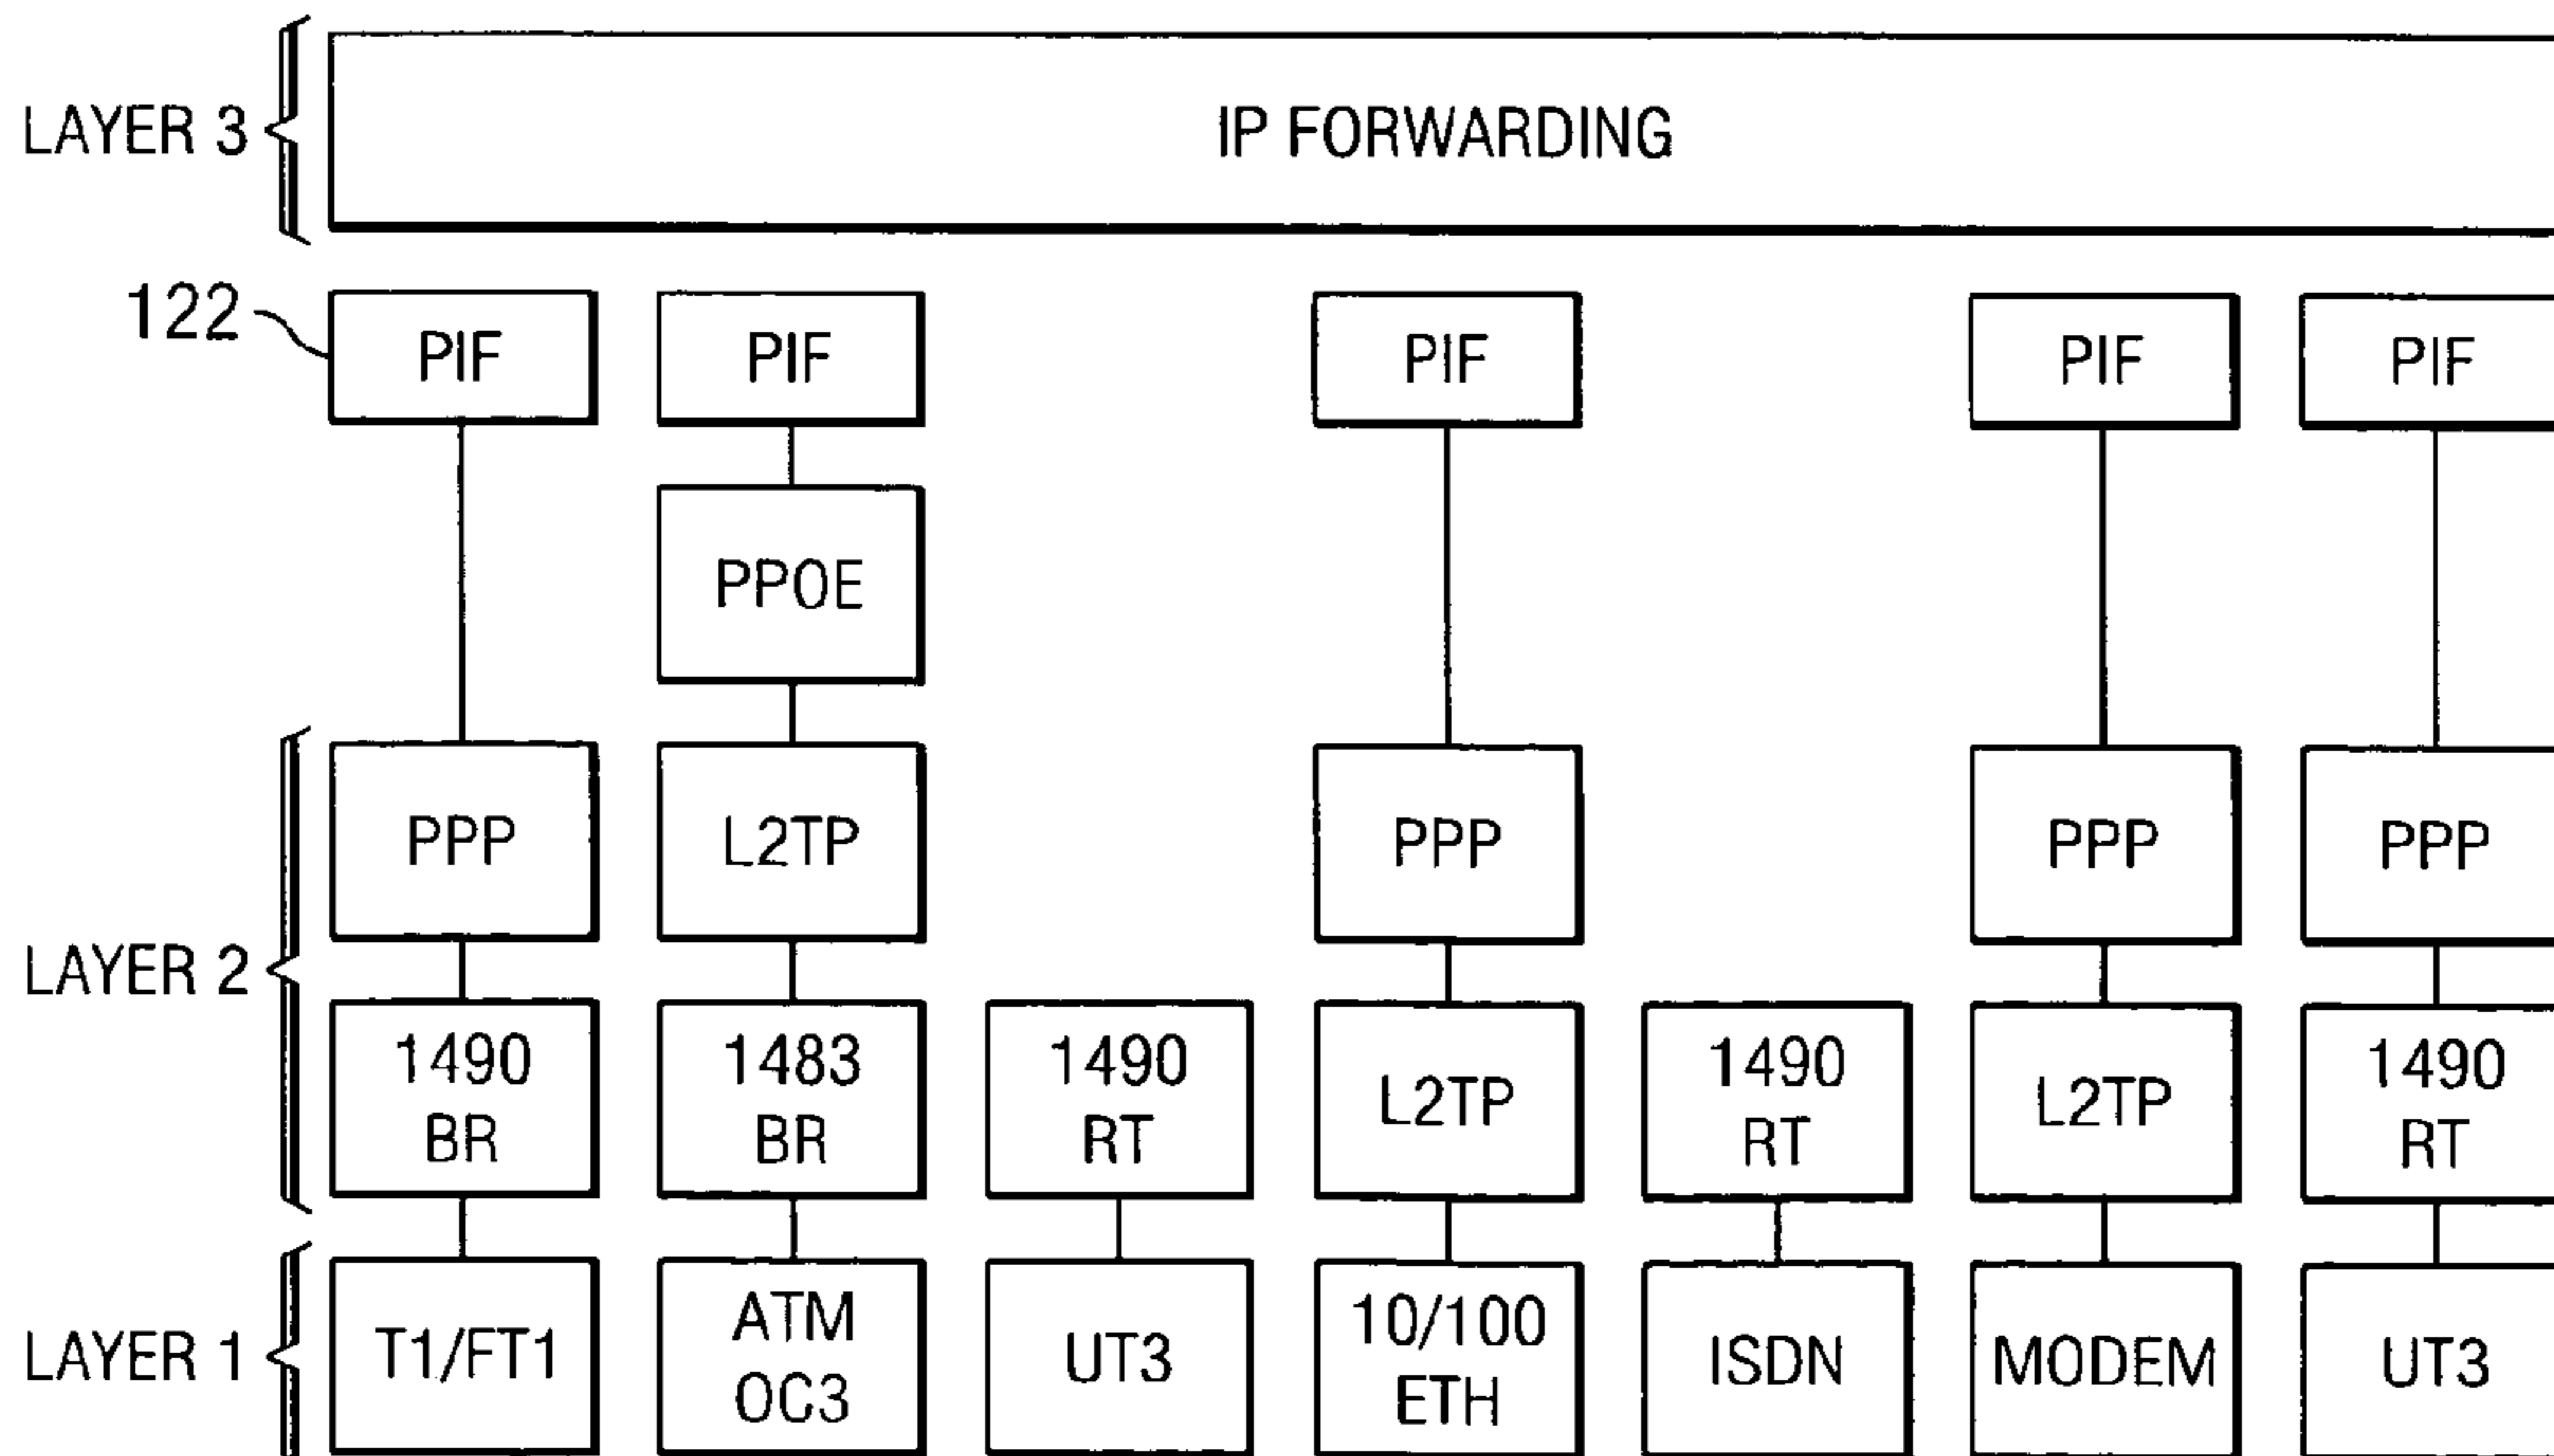 LAYER 3
IP FORWARDING
122
PIF
PIF
PIF
PIF
PIF
PPOE
LAYER 2
PPP
L2TP
PPP
PPP
PPP
1490
BR
1483
BR
1490
RT
L2TP
1490
RT
L2TP
1490
RT
LAYER 1
T1/FT1
ATM
OC3
UT3
10/100
ETH
ISDN
MODEM
UT3